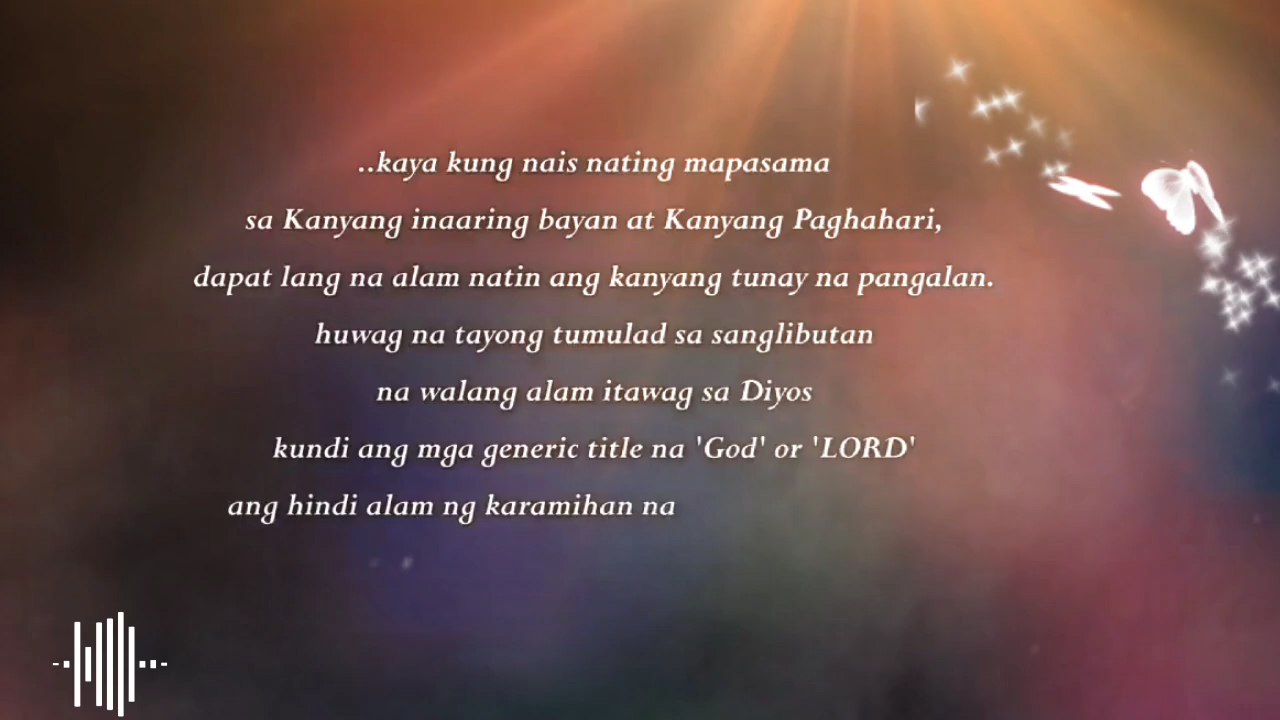 ..kaya kung nais nating mapasama
sa Kanyang inaaring bayan at Kanyang Paghahari,
dapat lang na alam natin ang kanyang tunay na pangalan.
huwag na tayong tumulad sa sanglibutan
na walang alam itawag sa Diyos
kundi ang mga generic title na 'God' or 'LORD'
ang hindi alam ng karamihan na